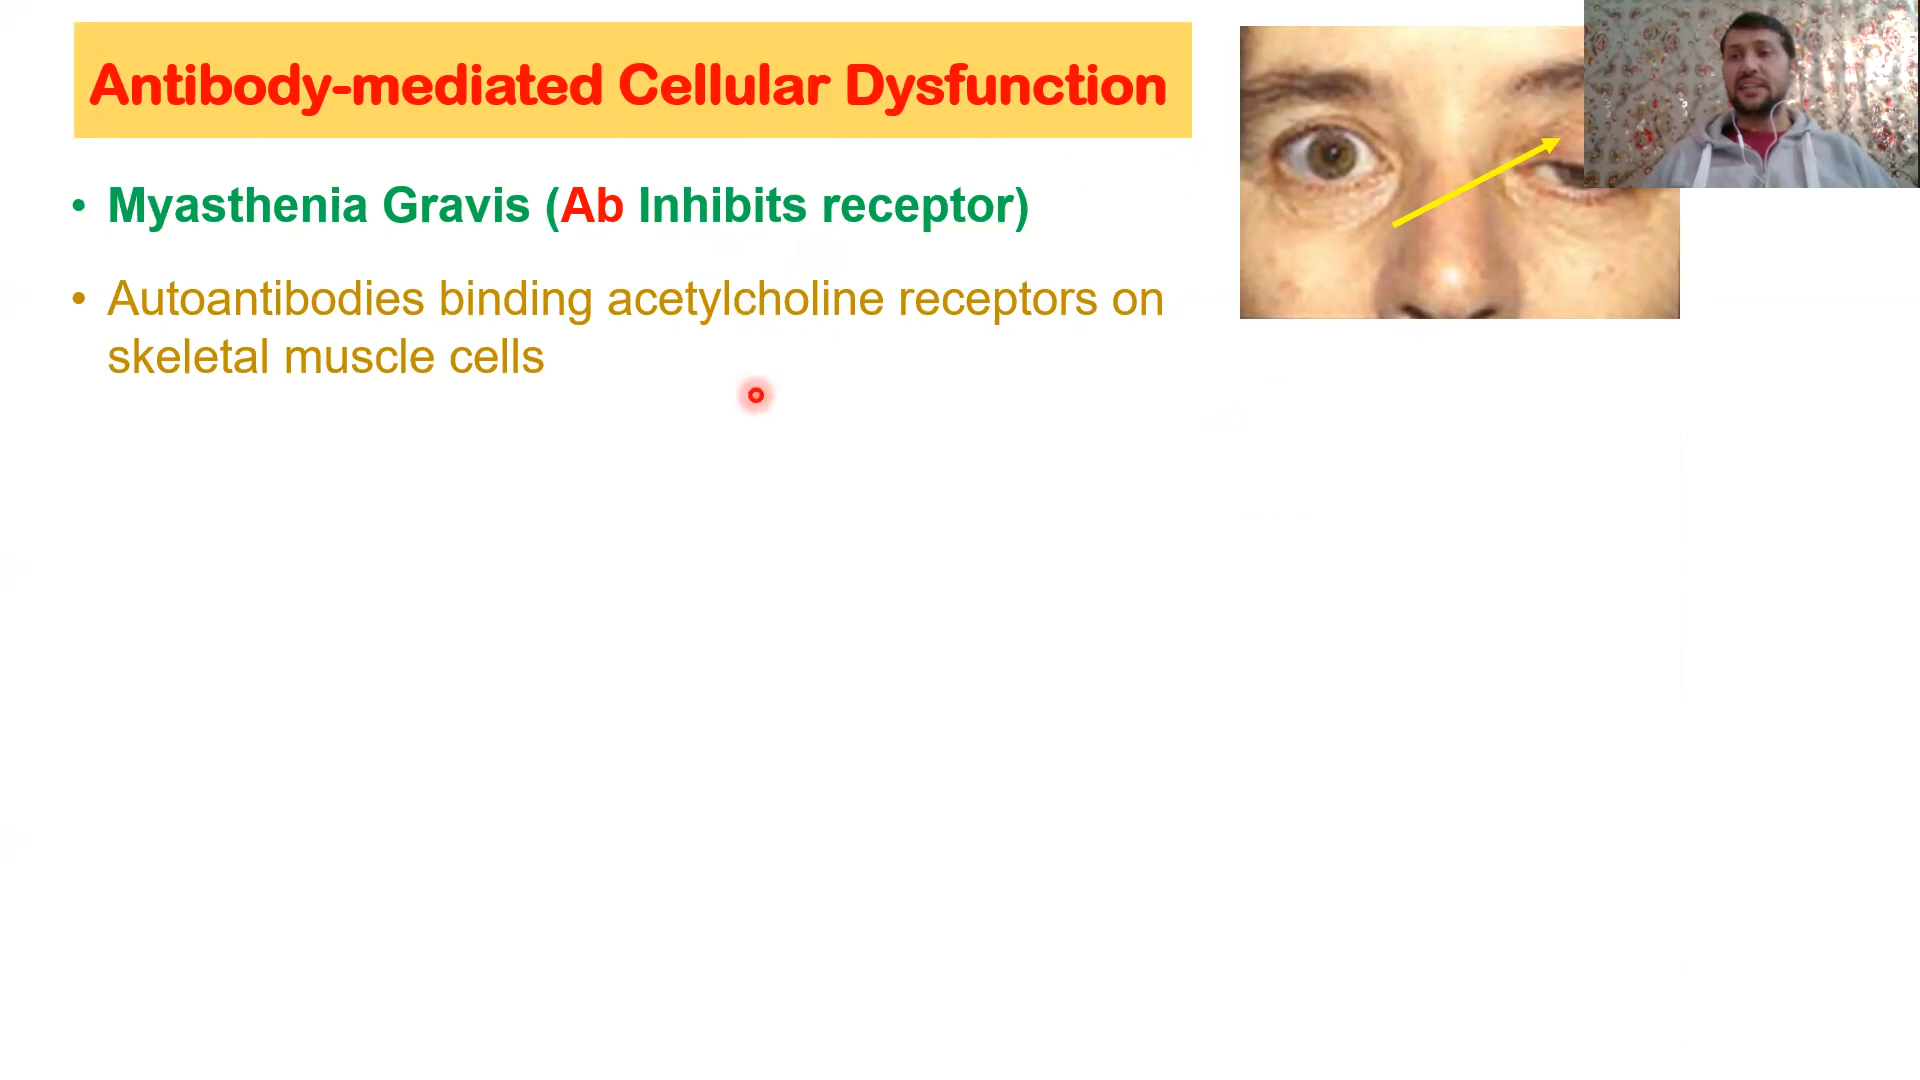 Antibody-mediated Cellular Dysfunction
• Myasthenia Gravis (Ab Inhibits receptor)
• Autoantibodies binding acetylcholine receptors on
skeletal muscle cells